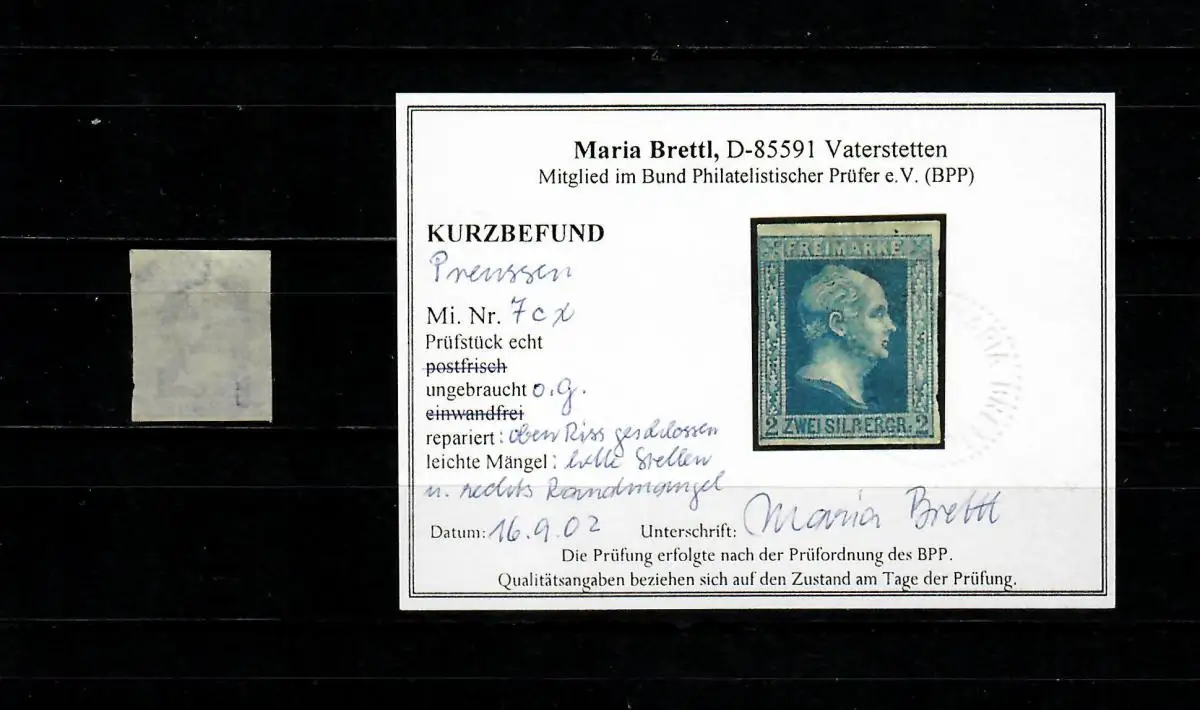 Maria Brettl, D-85591 Vaterstetten
Mitglied im Bund Philatelistischer Prüfer e.V. (BPP)
KURZBEFUND
Preussen
Mi. Nr. 7cx
Prüfstück echt
postfrisch
ungebraucht o.g.
einwandfrei
repariert: oben Riss geschlossen
leichte Mängel: helle Stellen
u. rechts Randmangel
Datum: 16.9.02 Unterschrift: Maria Brettl
Die Prüfung erfolgte nach der Prüfordnung des BPP.
Qualitätsangaben beziehen sich auf den Zustand am Tage der Prüfung.
FREIMARKE
2 ZWEI SILBERGR. 2